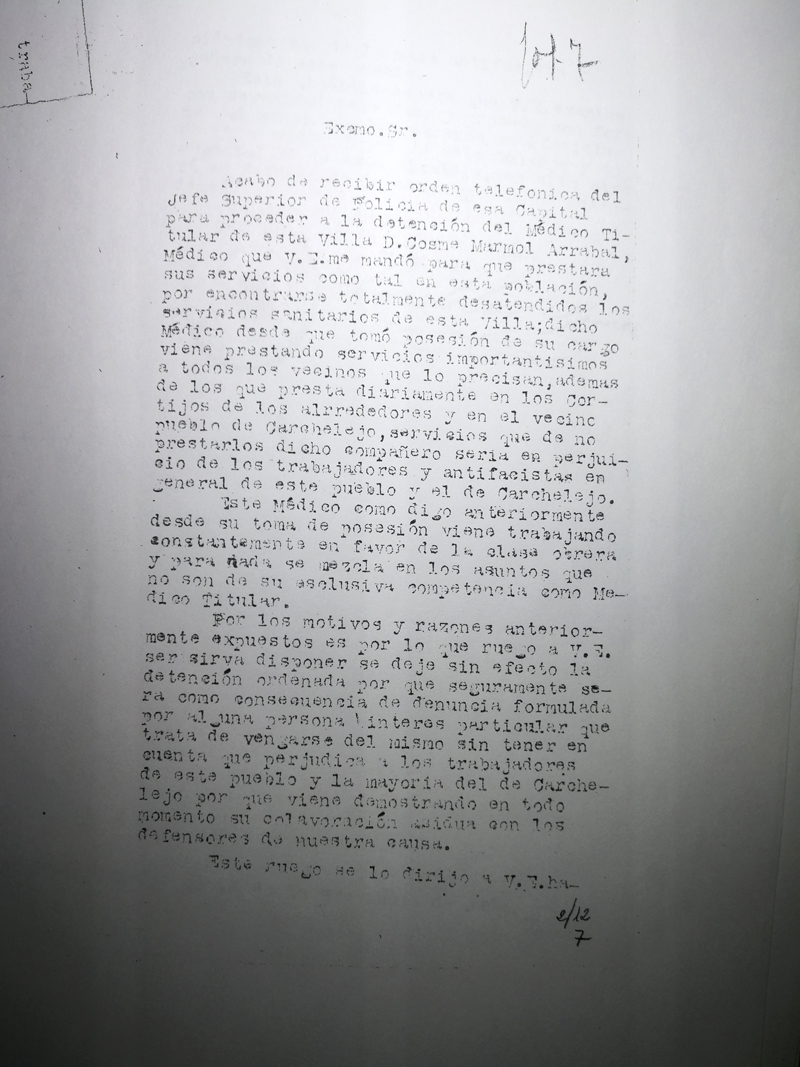 traba
Exemo.Sr.
Acabo de recibir orden telefonica del
Jefe Superior de Policia de esa Capital
para proceder a la detención del Médico Ti-
tular de esta Villa D.Cosme Marmol Arrabal,
Médico que V.E.me mandó para que prestara
sus servicios como tal en esta población,
por encontrarse totalmente desatendidos los
servicios sanitarios de esta Villa;dicho
Médico desde que tomó posesión de su cargo
viene prestando servicios importantisimos
a todos los vecinos que lo precisan,ademas
de los que presta diariamente en los Cor-
tijos de los alrrededores y en el vecino
pueblo de Carchelejo,servicios que de no
prestarlos dicho compañero seria en perjui-
cio de los trabajadores y antifacistas en
general de este pueblo y el de Carchelejo.
Este Médico como digo anteriormente
desde su toma de posesión viene trabajando
constantemente en favor de la clase obrera
y para nada se mezcla en los asuntos que
no son de su esclusiva competencia como Me-
dico Titular.
Por los motivos y razones anterior-
mente expuestos es por lo que ruego a V.E.
ser sirva disponer se deje sin efecto la
detención ordenada por que seguramente se-
ra como consecuencia de denuncia formulada
por alguna persona interes particular que
trata de vengarse del mismo sin tener en
cuenta que perjudica a los trabajadores
de este pueblo y la mayoria del de Carche-
lejo por que viene demostrando en todo
momento su colavoración asidua con los
defensores de nuestra causa.
Este ruego se lo dirijo a V.E.ha-
2/12
7